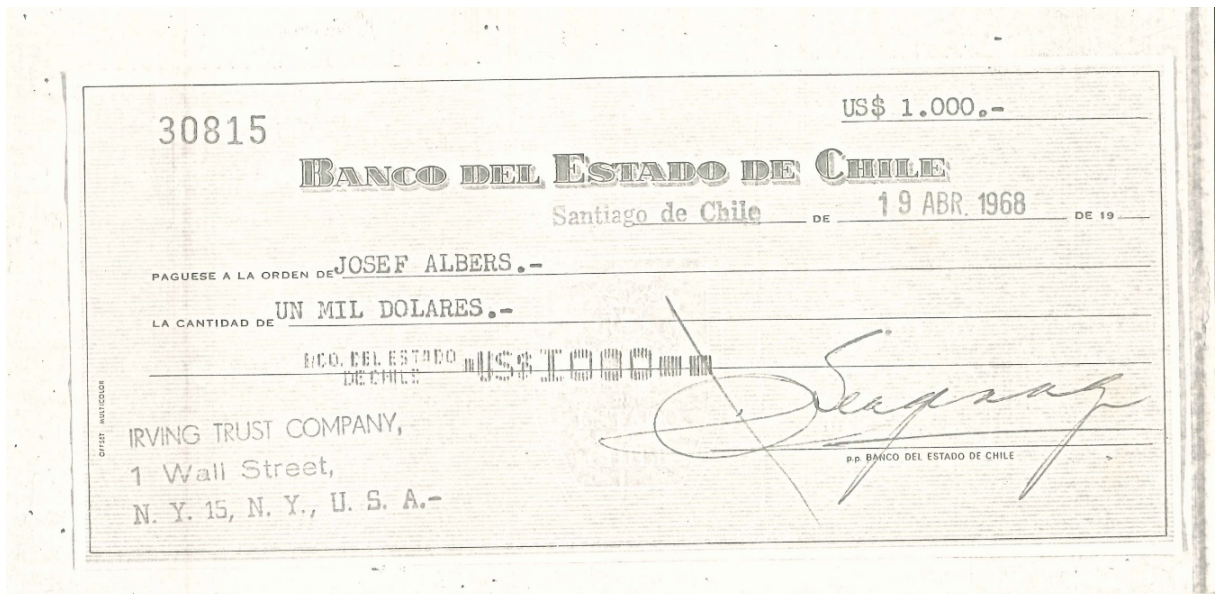 US$ 1.000.-
30815
BANCO DEL ESTADO DE CHILE
Santiago de Chile DE 19 ABR. 1968 DE 19
PAGUESE A LA ORDEN DE JOSEF ALBERS.-
LA CANTIDAD DE UN MIL DOLARES.-
BCO. DEL ESTADO US$1000
DE CHILE
OFFSET MULTICOLOR
IRVING TRUST COMPANY,
p.p. BANCO DEL ESTADO DE CHILE
1 Wall Street,
N. Y. 15, N. Y., U. S. A.-